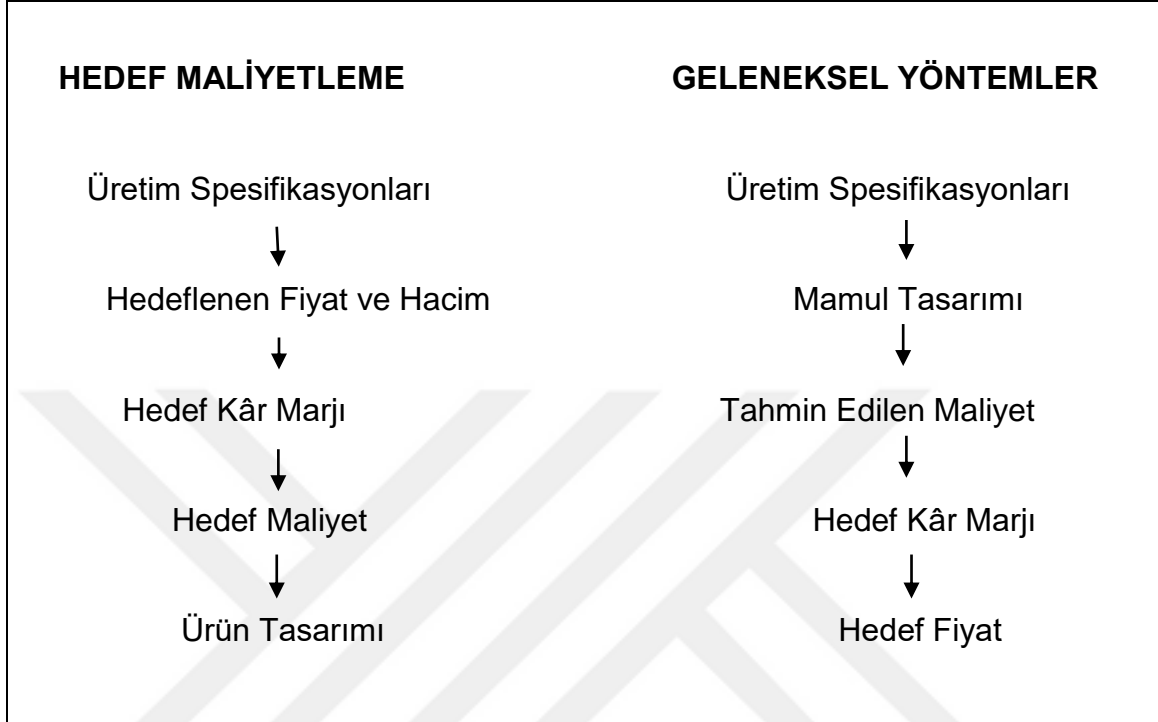 HEDEF MALİYETLEME
Üretim Spesifikasyonları
Hedeflenen Fiyat ve Hacim
Hedef Kâr Marjı
Hedef Maliyet
Ürün Tasarımı
GELENEKSEL YÖNTEMLER
Üretim Spesifikasyonları
Mamul Tasarımı
Tahmin Edilen Maliyet
Hedef Kâr Marjı
Hedef Fiyat